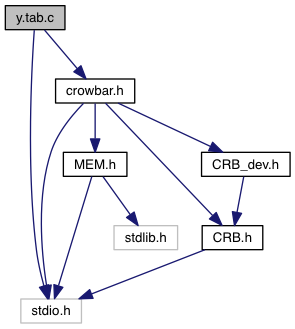 y.tab.c
crowbar.h
MEM.h
CRB_dev.h
stdlib.h
CRB.h
stdio.h